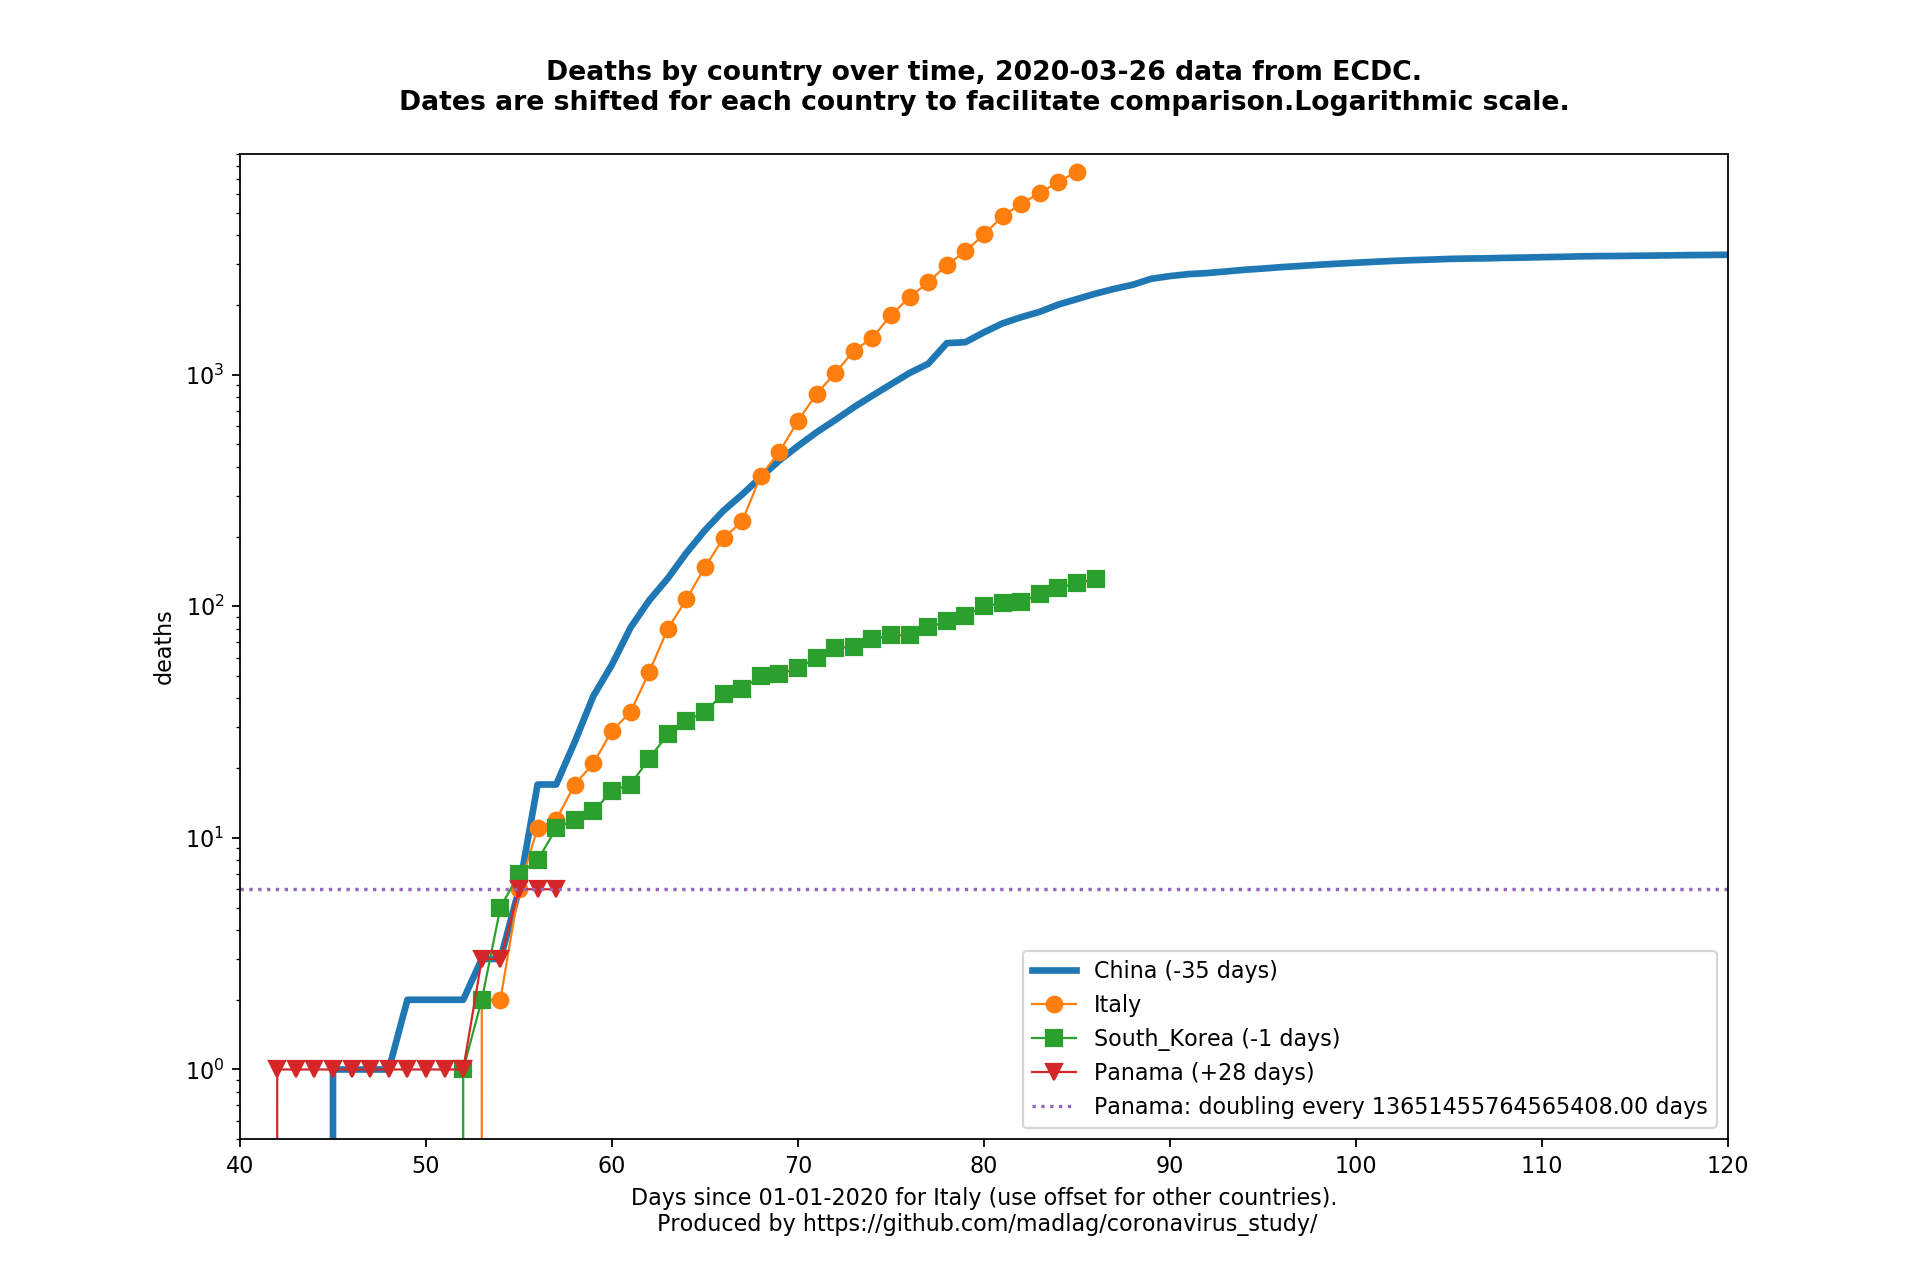 Deaths by country over time, 2020-03-26 data from ECDC.
Dates are shifted for each country to facilitate comparison.Logarithmic scale.
deaths
10³
10²
10¹
10⁰
China (-35 days)
Italy
South_Korea (-1 days)
Panama (+28 days)
Panama: doubling every 13651455764565408.00 days
40 50 60 70 80 90 100 110 120
Days since 01-01-2020 for Italy (use offset for other countries).
Produced by https://github.com/madlag/coronavirus_study/